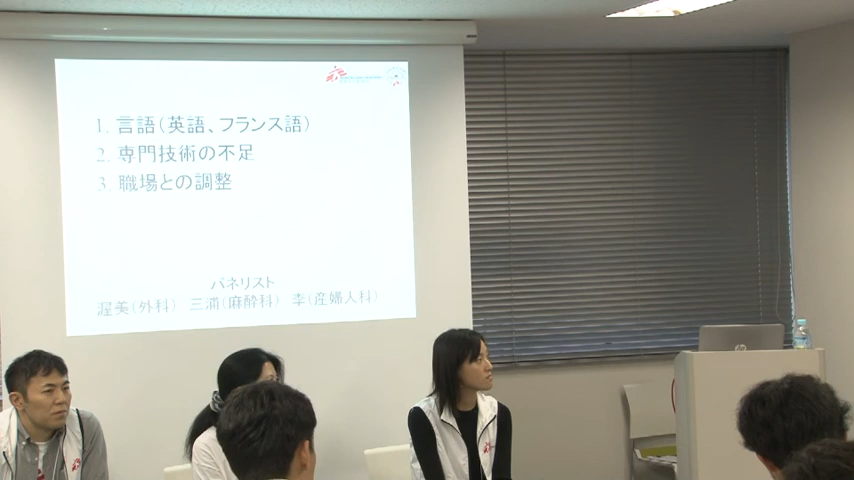 1. 言語（英語、フランス語）
2. 専門技術の不足
3. 職場との調整
パネリスト
渥美（外科） 三浦（麻酔科） 李（産婦人科）
hp